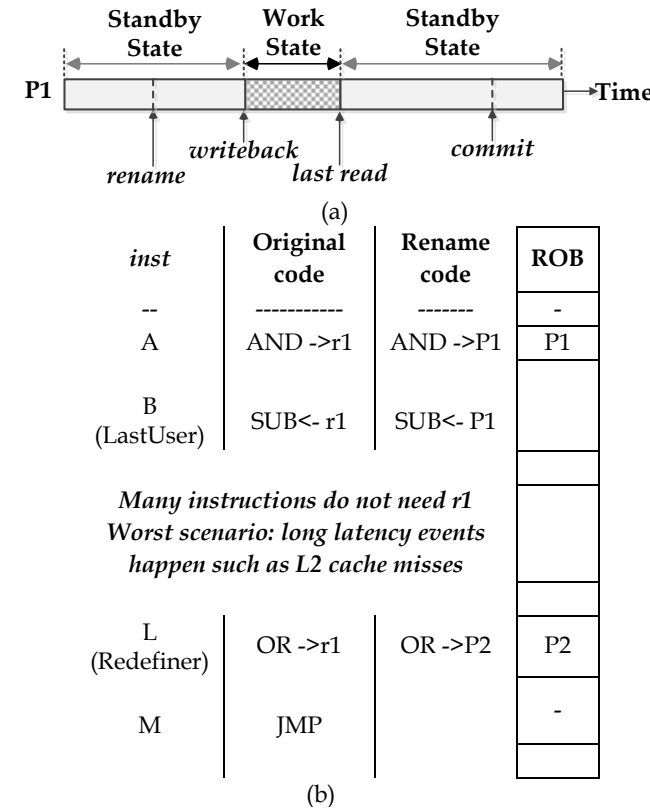 Standby State
Work State
Standby State
P1
Time
rename
writeback
last read
commit
(a)
inst
Original code
Rename code
ROB
--
-----------
-------
-
A
AND ->r1
AND ->P1
P1
B (LastUser)
SUB<- r1
SUB<- P1
Many instructions do not need r1
Worst scenario: long latency events
happen such as L2 cache misses
L (Redefiner)
OR ->r1
OR ->P2
P2
M
JMP
-
(b)